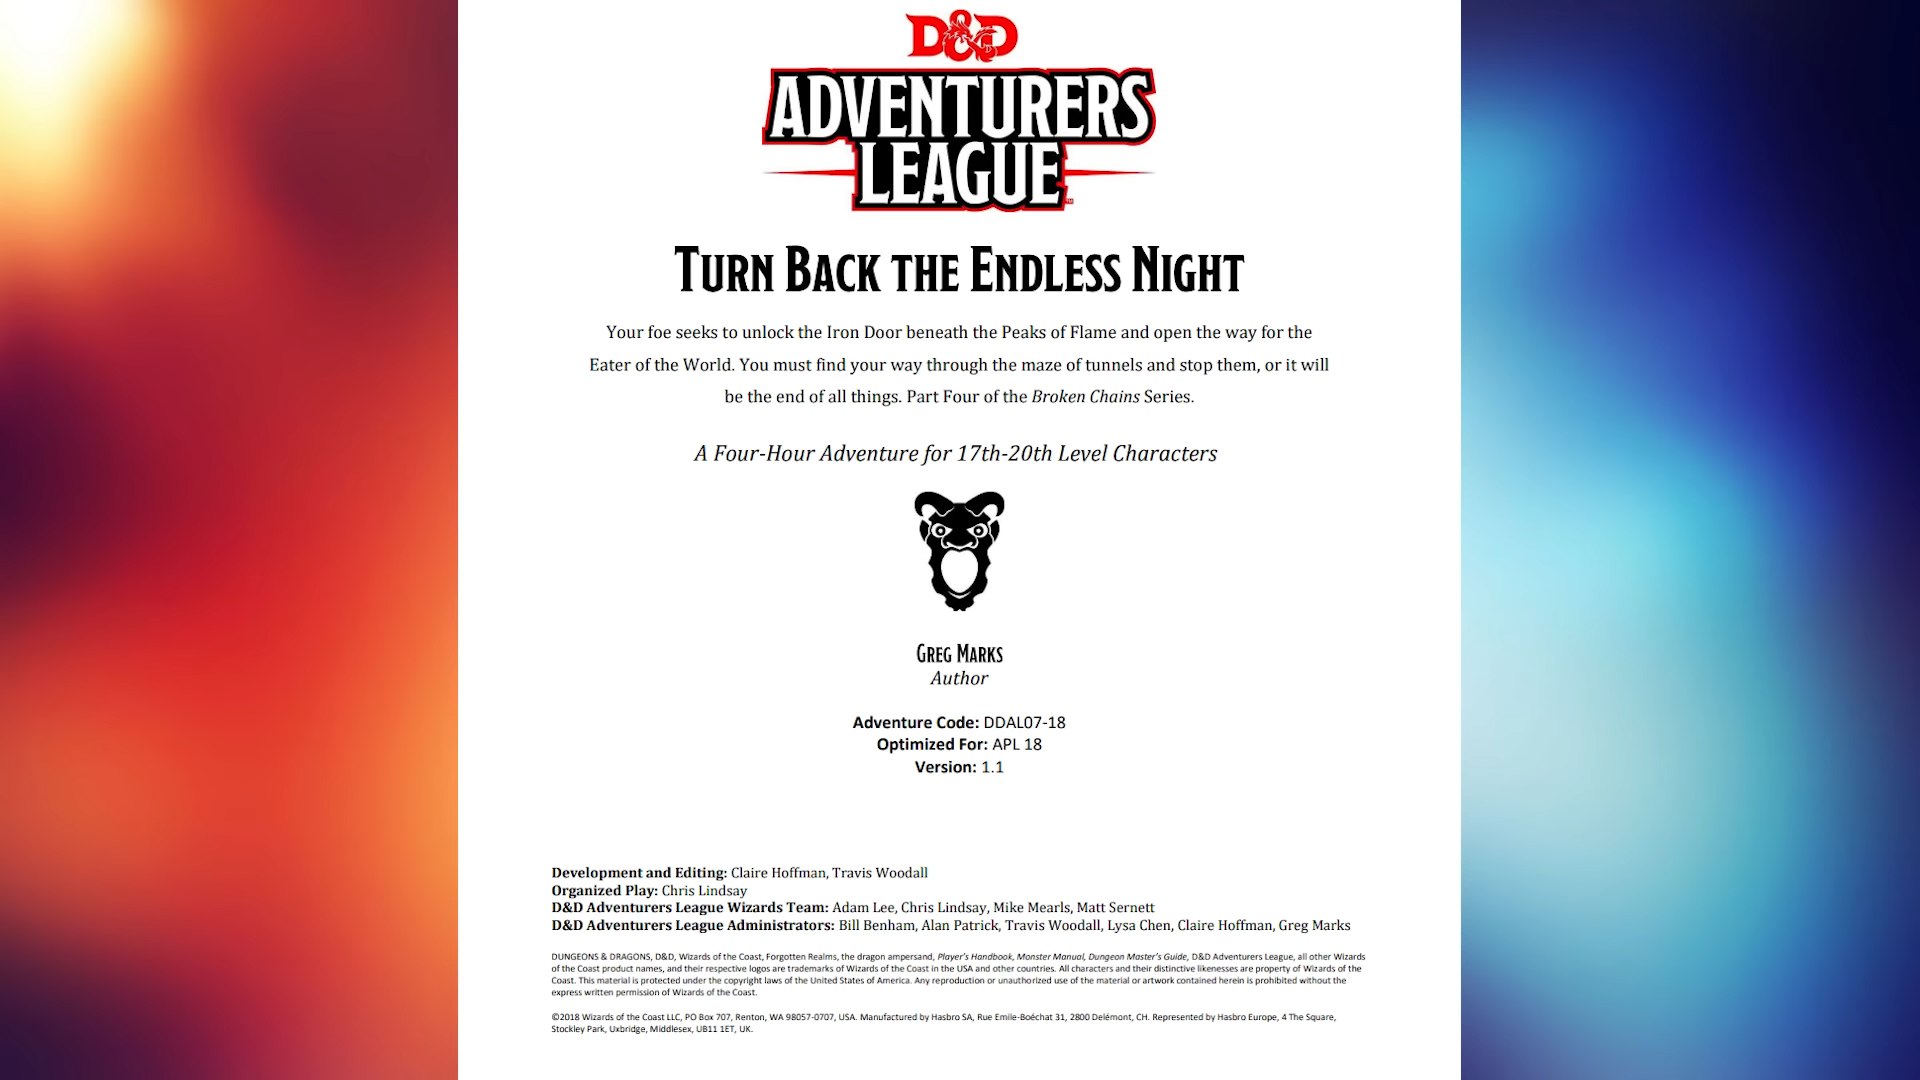 D&D
ADVENTURERS
LEAGUE
TM
TURN BACK THE ENDLESS NIGHT
Your foe seeks to unlock the Iron Door beneath the Peaks of Flame and open the way for the
Eater of the World. You must find your way through the maze of tunnels and stop them, or it will
be the end of all things. Part Four of the Broken Chains Series.
A Four-Hour Adventure for 17th-20th Level Characters
GREG MARKS
Author
Adventure Code: DDAL07-18
Optimized For: APL 18
Version: 1.1
Development and Editing: Claire Hoffman, Travis Woodall
Organized Play: Chris Lindsay
D&D Adventurers League Wizards Team: Adam Lee, Chris Lindsay, Mike Mearls, Matt Sernett
D&D Adventurers League Administrators: Bill Benham, Alan Patrick, Travis Woodall, Lysa Chen, Claire Hoffman, Greg Marks
DUNGEONS & DRAGONS, D&D, Wizards of the Coast, Forgotten Realms, the dragon ampersand, Player's Handbook, Monster Manual, Dungeon Master's Guide, D&D Adventurers League, all other Wizards
of the Coast product names, and their respective logos are trademarks of Wizards of the Coast in the USA and other countries. All characters and their distinctive likenesses are property of Wizards of the
Coast. This material is protected under the copyright laws of the United States of America. Any reproduction or unauthorized use of the material or artwork contained herein is prohibited without the
express written permission of Wizards of the Coast.
©2018 Wizards of the Coast LLC, PO Box 707, Renton, WA 98057-0707, USA. Manufactured by Hasbro SA, Rue Emile-Boéchat 31, 2800 Delémont, CH. Represented by Hasbro Europe, 4 The Square,
Stockley Park, Uxbridge, Middlesex, UB11 1ET, UK.